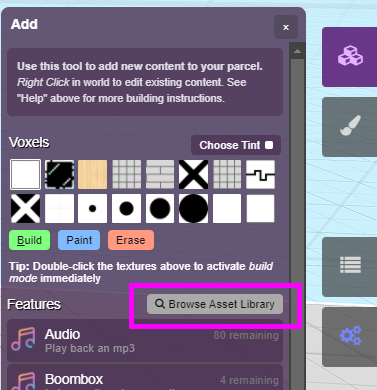 Add
x
Use this tool to add new content to your parcel.
Right Click in world to edit existing content. See
"Help" above for more building instructions.
Voxels
Choose Tint
Build
Paint
Erase
Tip: Double-click the textures above to activate build
mode immediately
Features
Browse Asset Library
Audio
80 remaining
Play back an mp3
Boombox
4 remaining